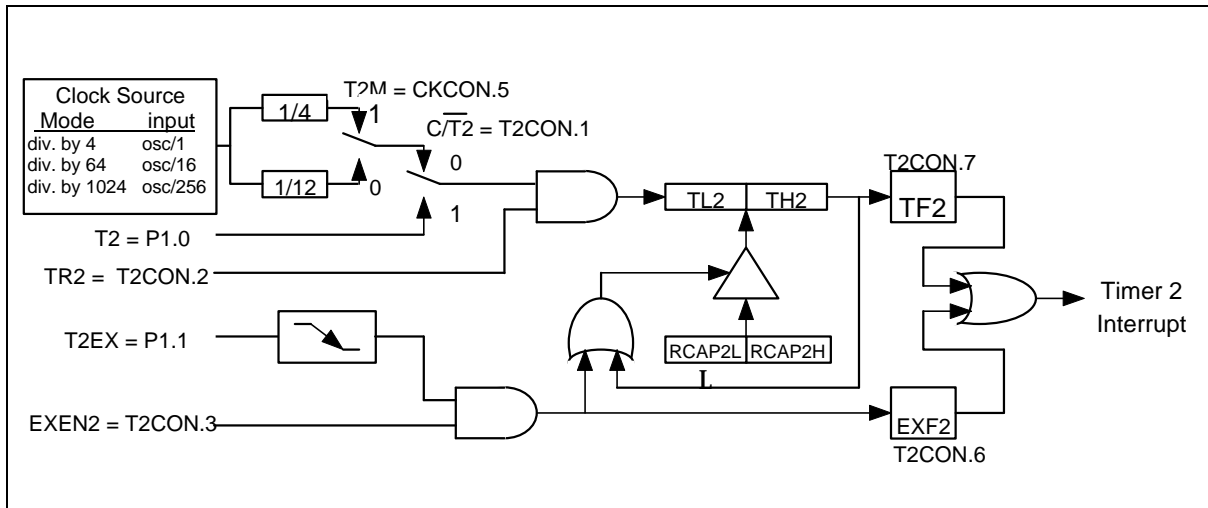 Clock Source
Mode input
div. by 4 osc/1
div. by 64 osc/16
div. by 1024 osc/256
1/4
1/12
T2M = CKCON.5
1
0
C/T2 = T2CON.1
0
1
T2 = P1.0
TR2 = T2CON.2
T2EX = P1.1
EXEN2 = T2CON.3
TL2 TH2
RCAP2L RCAP2H
L
T2CON.7
TF2
EXF2
T2CON.6
Timer 2
Interrupt